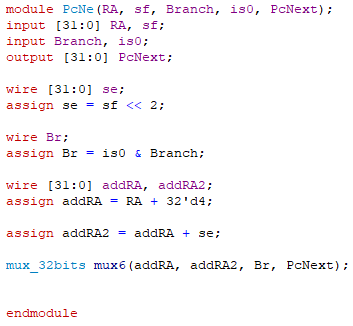 module PcNe(RA, sf, Branch, is0, PcNext);
input [31:0] RA, sf;
input Branch, is0;
output [31:0] PcNext;
wire [31:0] se;
assign se = sf << 2;
wire Br;
assign Br = is0 & Branch;
wire [31:0] addRA, addRA2;
assign addRA = RA + 32'd4;
assign addRA2 = addRA + se;
mux_32bits mux6(addRA, addRA2, Br, PcNext);
endmodule